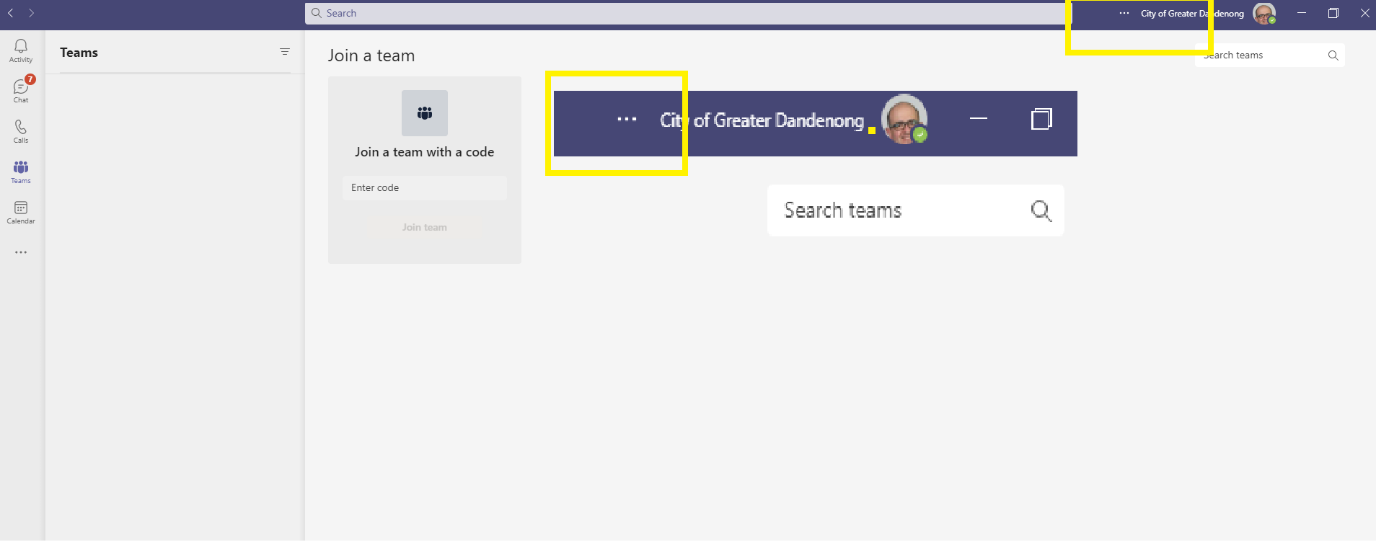 Search
··· City of Greater Dandenong
Activity
Teams
Join a team
Search teams
7
Chat
··· City of Greater Dandenong
Calls
Join a team with a code
Teams
Enter code
Search teams
Calendar
Join team
···